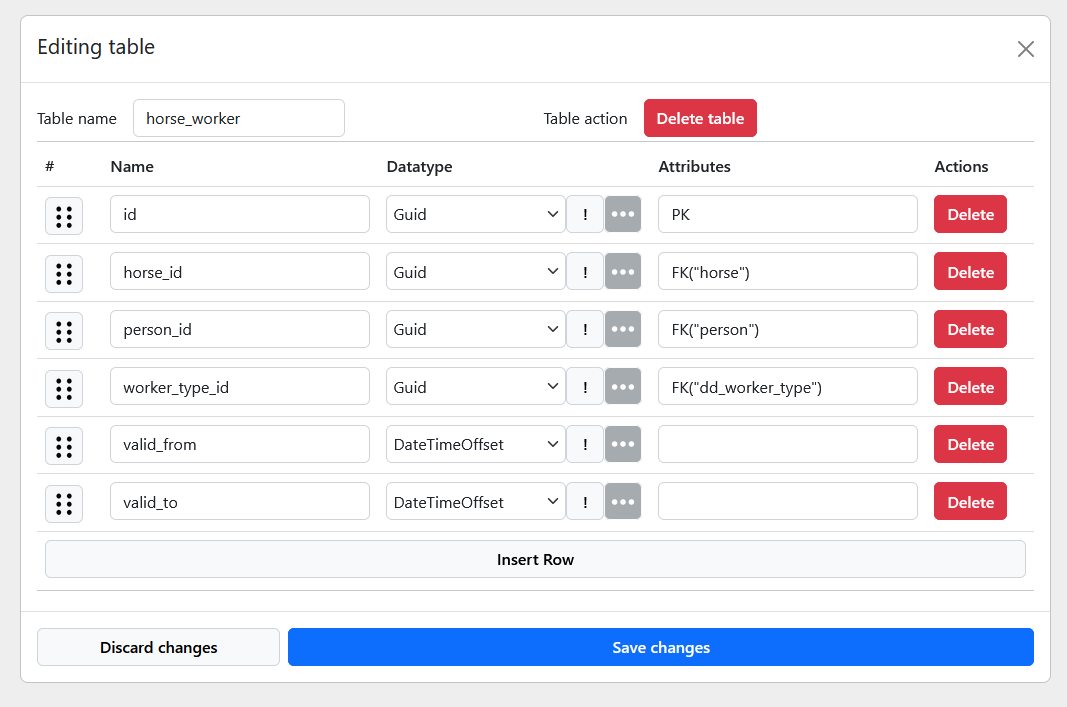 Editing table
Table name horse_worker Table action Delete table
# Name Datatype Attributes Actions
id Guid ! PK Delete
horse_id Guid ! FK("horse") Delete
person_id Guid ! FK("person") Delete
worker_type_id Guid ! FK("dd_worker_type") Delete
valid_from DateTimeOffset ! Delete
valid_to DateTimeOffset ! Delete
Insert Row
Discard changes Save changes